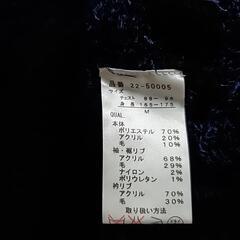 品番 22-50005
サイズ
チェスト 88- 96
身長 165-175
QUAL. M
本体
ポリエステル 70%
アクリル 20%
毛 10%
袖・裾リブ
アクリル 68%
毛 29%
ナイロン 2%
ポリウレタン 1%
衿リブ
アクリル 70%
毛 30%
取り扱い方法